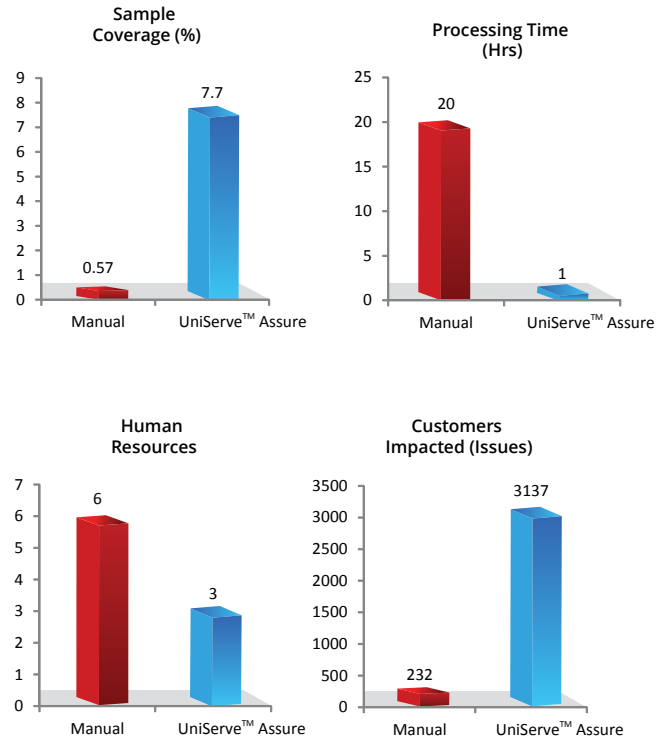 Sample
Coverage (%)
9
8
7
6
5
4
3
2
1
0
7.7
0.57
Manual
UniServe™ Assure
Processing Time
(Hrs)
25
20
15
10
5
0
20
1
Manual
UniServe™ Assure
Human
Resources
7
6
5
4
3
2
1
0
6
3
Manual
UniServe™ Assure
Customers
Impacted (Issues)
3500
3000
2500
2000
1500
1000
500
0
3137
232
Manual
UniServe™ Assure